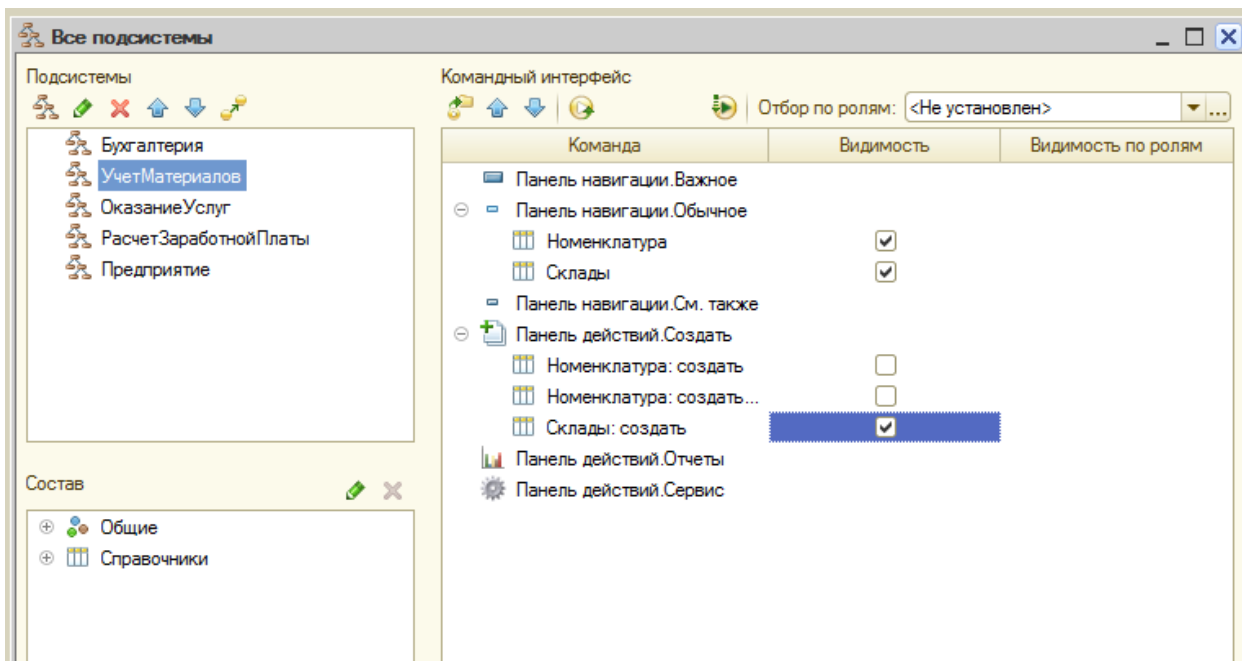 Все подсистемы
Подсистемы
Бухгалтерия
УчетМатериалов
ОказаниеУслуг
РасчетЗаработнойПлаты
Предприятие
Состав
Общие
Справочники
Командный интерфейс
Отбор по ролям: <Не установлен>
Команда Видимость Видимость по ролям
Панель навигации.Важное
Панель навигации.Обычное
Номенклатура
Склады
Панель навигации.См. также
Панель действий.Создать
Номенклатура: создать
Номенклатура: создать...
Склады: создать
Панель действий.Отчеты
Панель действий.Сервис